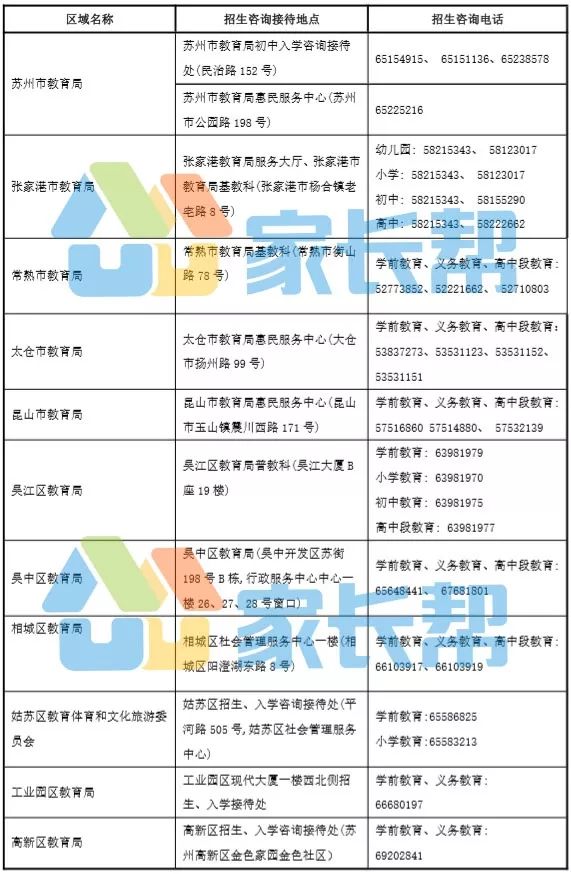 区域名称
招生咨询接待地点
招生咨询电话
苏州市教育局
苏州市教育局初中入学咨询接待
处(民治路 152 号)
65154915、 65151136、65238578
苏州市教育局惠民服务中心(苏州
市公园路 198 号)
65225216
张家港市教育局
张家港教育局服务大厅、张家港市
教育局基教科(张家港市杨舍镇老
宅路 8 号)
幼儿园: 58215343、 58123017
小学: 58215343、 58123017
初中: 58215343、 58155290
高中: 58215343、 58222662
常熟市教育局
常熟市教育局基教科(常熟市衡山
路 78 号)
学前教育、义务教育、高中段教育:
52773852、52221662、52710803
太仓市教育局
太仓市教育局惠民服务中心(太仓
市扬州路 99 号)
学前教育、义务教育、高中段教育:
53837273、53531123、53531152、
53531151
昆山市教育局
昆山市教育局惠民服务中心(昆山
市玉山镇震川西路 171 号)
学前教育、义务教育、高中段教育:
57516860 57514880、 57532139
吴江区教育局
吴江区教育局普教科(吴江大厦 B
座 19 楼)
学前教育: 63981979
小学教育: 63981970
初中教育: 63981975
高中段教育: 63981977
吴中区教育局
吴中区教育局(吴中开发区苏街
198 号 B 栋,行政服务中心中心一
楼 26、27、28 号窗口)
学前教育、义务教育、高中段教育:
65648441、 67681801
相城区教育局
相城区社会管理服务中心一楼(相
城区阳澄湖东路 8 号)
学前教育、义务教育、高中段教育:
66103917、66103919
姑苏区教育体育和文化旅游委
员会
姑苏区招生、入学咨询接待处(平
河路 505 号,姑苏区社会管理服务
中心)
学前教育:65586825
小学教育:65583213
工业园区教育局
工业园区现代大厦一楼西北侧招
生、入学接待处
学前教育、义务教育:
66680197
高新区教育局
高新区招生、入学咨询接待处(苏
州高新区金色家园金色社区)
学前教育、义务教育:
69202841
家长帮
家长帮